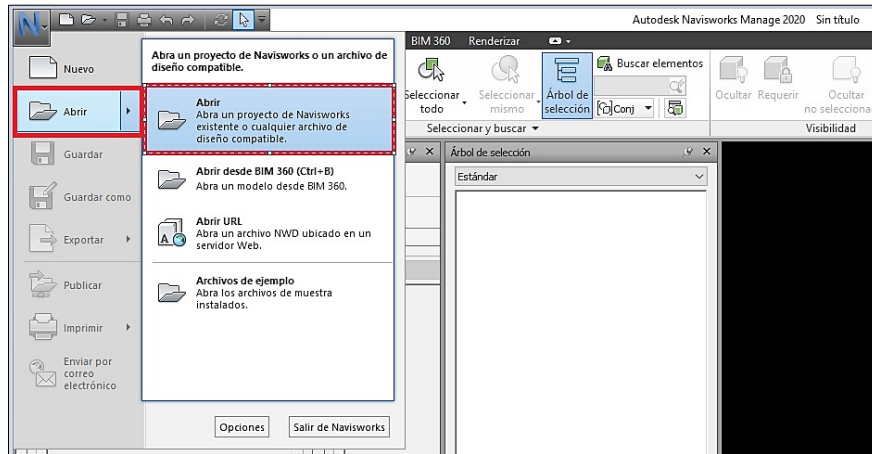 Autodesk Navisworks Manage 2020 Sin título
BIM 360 Renderizar
Nuevo
Abrir
Guardar
Guardar como
Exportar
Publicar
Imprimir
Enviar por
correo
electrónico
Abra un proyecto de Navisworks o un archivo de
diseño compatible.
Abrir
Abra un proyecto de Navisworks
existente o cualquier archivo de
diseño compatible.
Abrir desde BIM 360 (Ctrl+B)
Abra un modelo desde BIM 360.
Abrir URL
Abra un archivo NWD ubicado en un
servidor Web.
Archivos de ejemplo
Abra los archivos de muestra
instalados.
Opciones Salir de Navisworks
Seleccionar
todo
Seleccionar
mismo
Árbol de
selección
Buscar elementos
Conj
Seleccionar y buscar
Ocultar Requerir
Ocultar
no selecciona
Visibilidad
Árbol de selección
Estándar